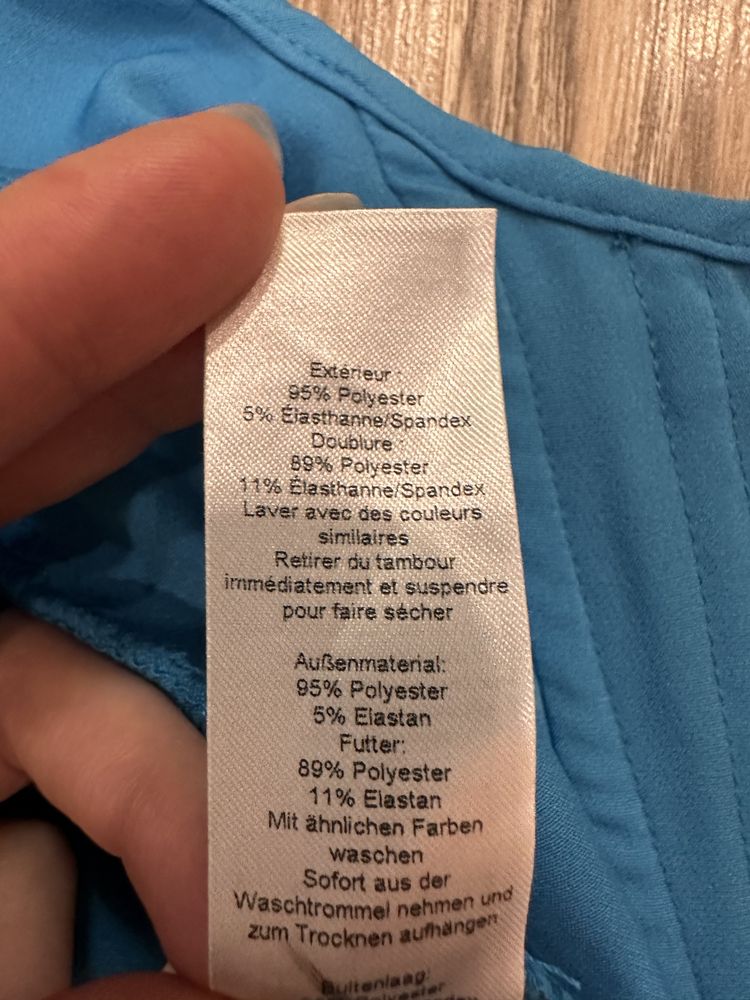 Extérieur :
95% Polyester
5% Élasthanne/Spandex
Doublure :
89% Polyester
11% Élasthanne/Spandex
Laver avec des couleurs
similaires
Retirer du tambour
immédiatement et suspendre
pour faire sécher
Außenmaterial:
95% Polyester
5% Elastan
Futter:
89% Polyester
11% Elastan
Mit ähnlichen Farben
waschen
Sofort aus der
Waschtrommel nehmen und
zum Trocknen aufhängen
Buitenlaag:
Polyester